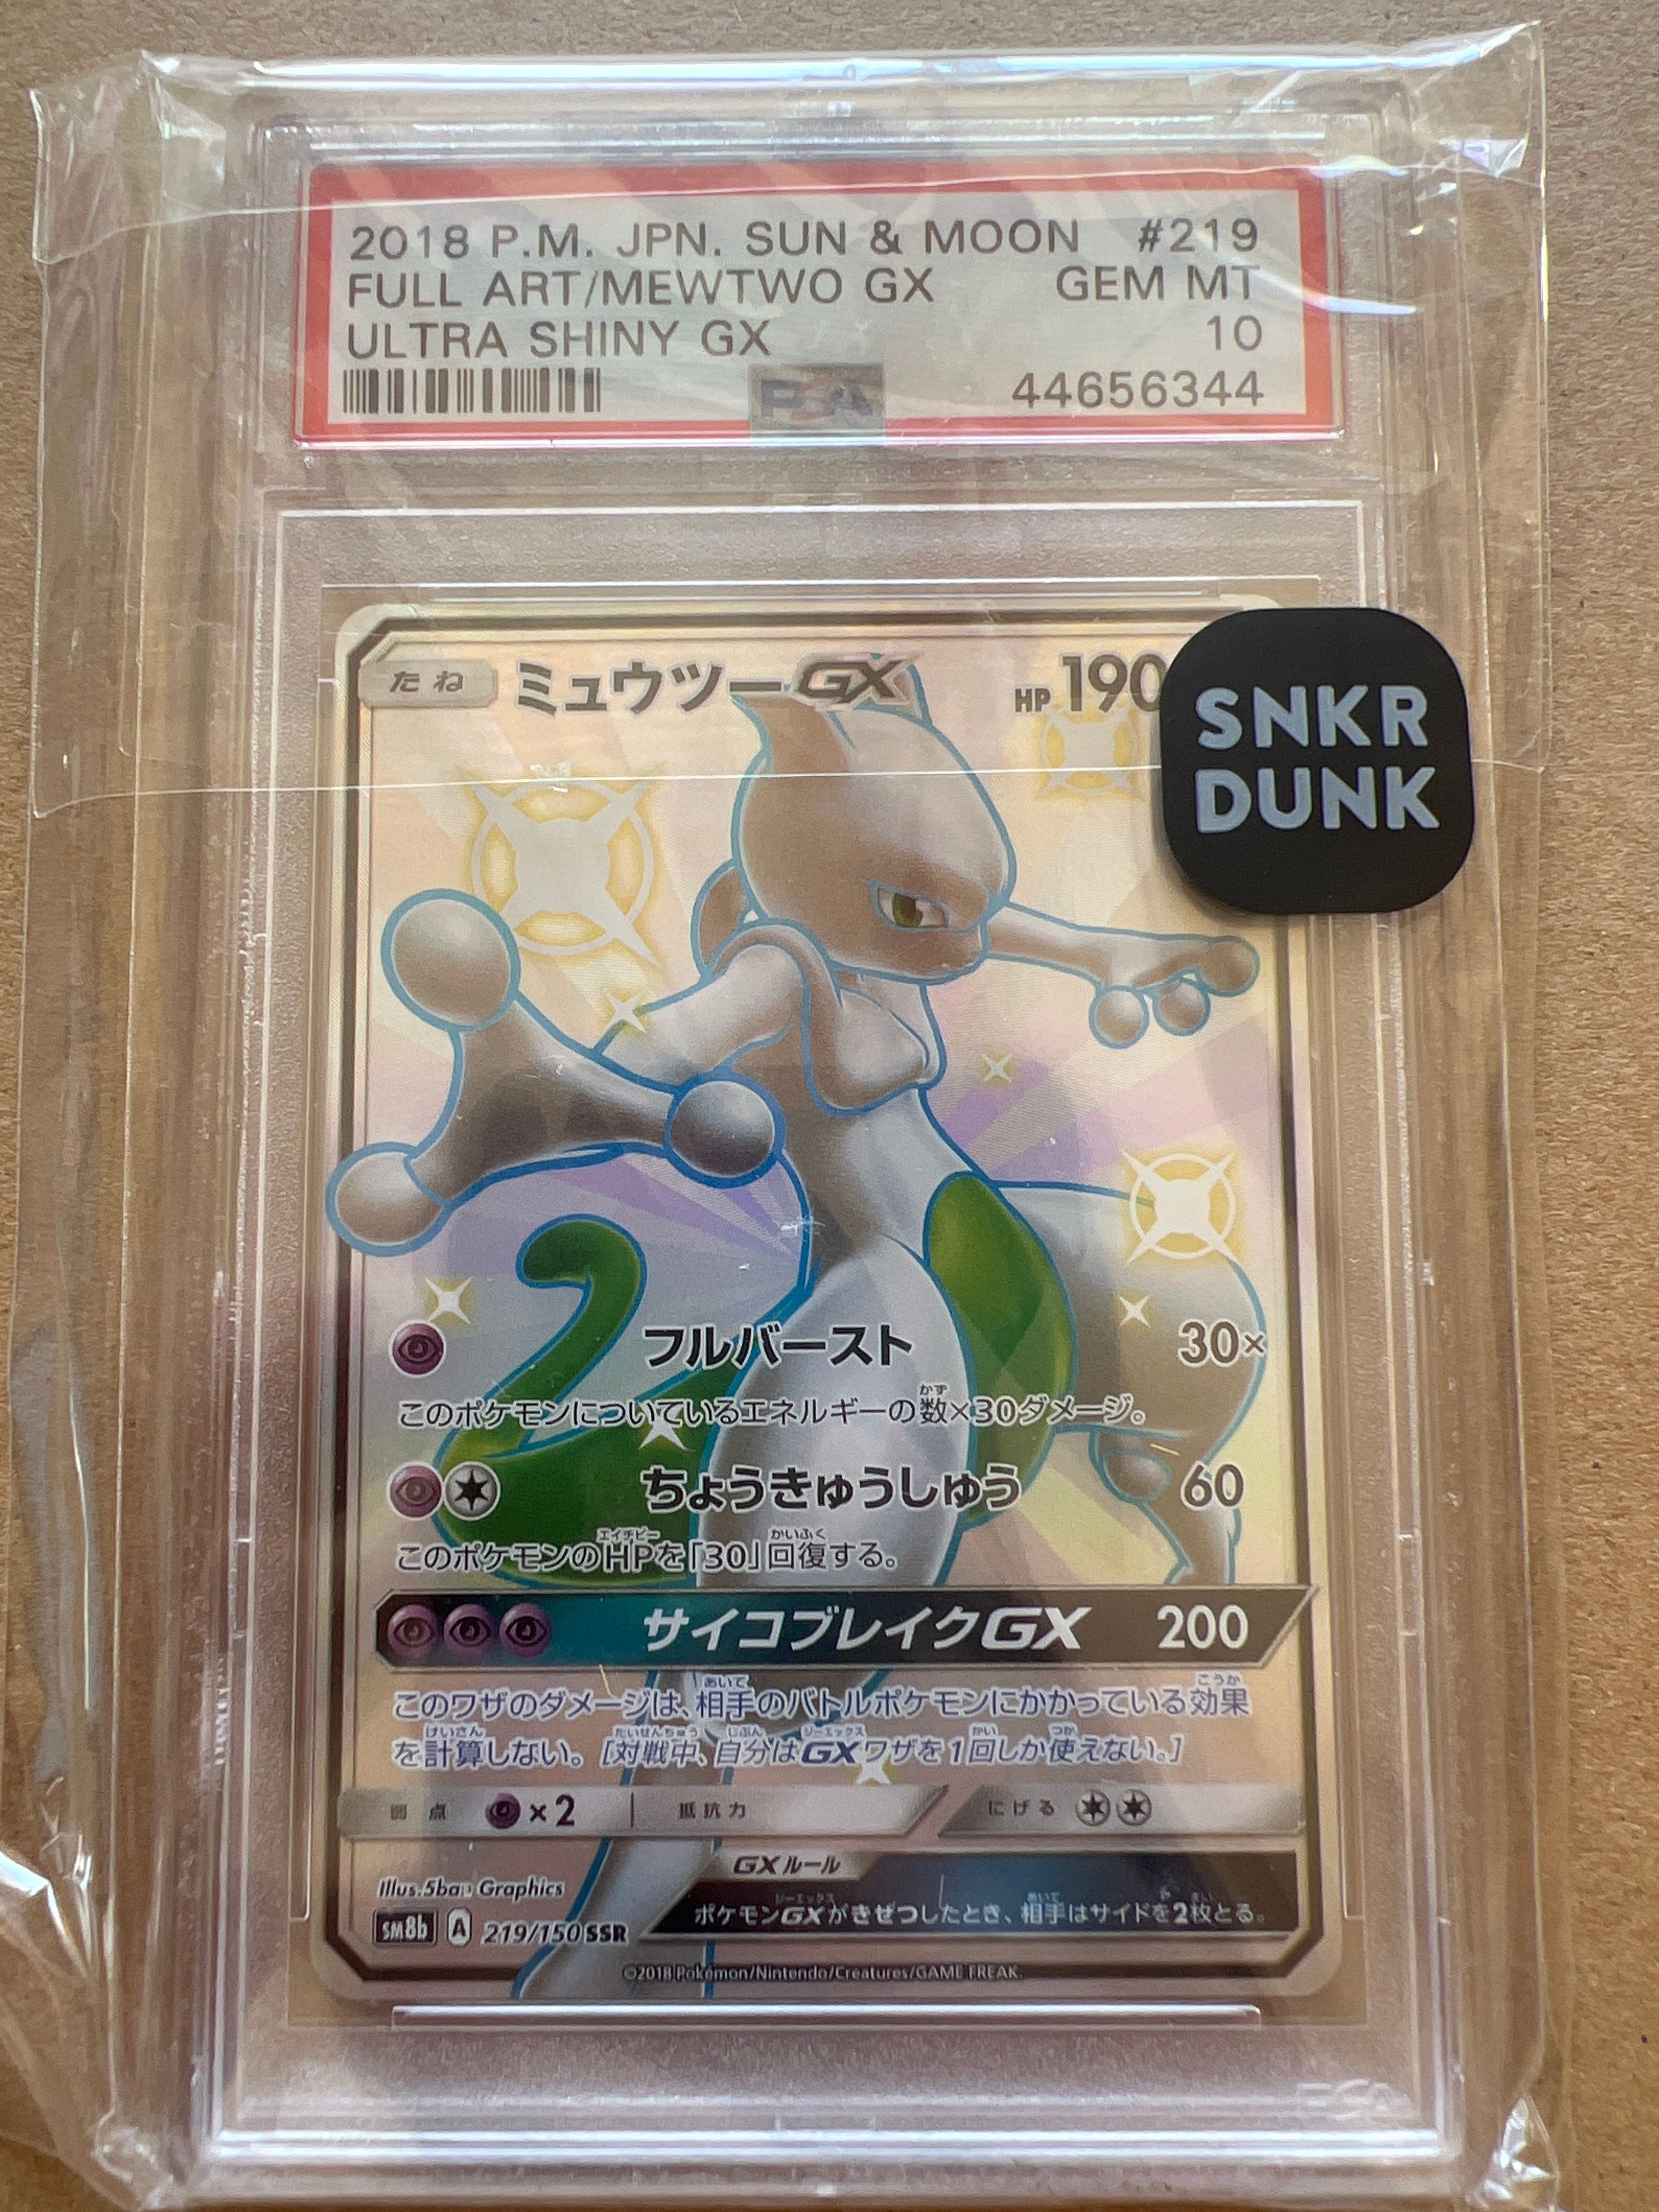 2018 P.M. JPN. SUN & MOON #219
FULL ART/MEWTWO GX GEM MT
ULTRA SHINY GX 10
PSA 44656344
たね ミュウツーGX HP 190
SNKR
DUNK
フルバースト 30×
このポケモンについているエネルギーの数×30ダメージ。
ちょうきゅうしゅう 60
このポケモンのHPを「30」回復する。
サイコブレイクGX 200
このワザのダメージは、相手のバトルポケモンにかかっている効果
を計算しない。[対戦中、自分はGXワザを1回しか使えない。]
弱点 ×2 抵抗力 にげる
GXルール
ポケモンGXがきぜつしたとき、相手はサイドを2枚とる。
Illus.5ban Graphics
SM8b A 219/150 SSR
©2018 Pokémon/Nintendo/Creatures/GAME FREAK.
PSA